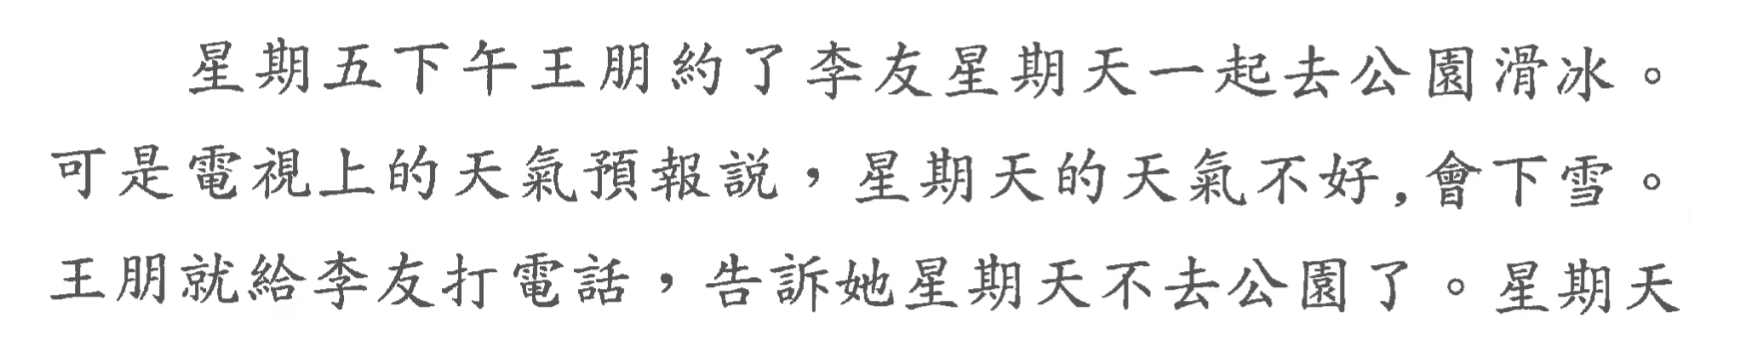 星期五下午王朋約了李友星期天一起去公園滑冰。
可是電視上的天氣預報説，星期天的天氣不好,會下雪。
王朋就給李友打電話，告訴她星期天不去公園了。星期天